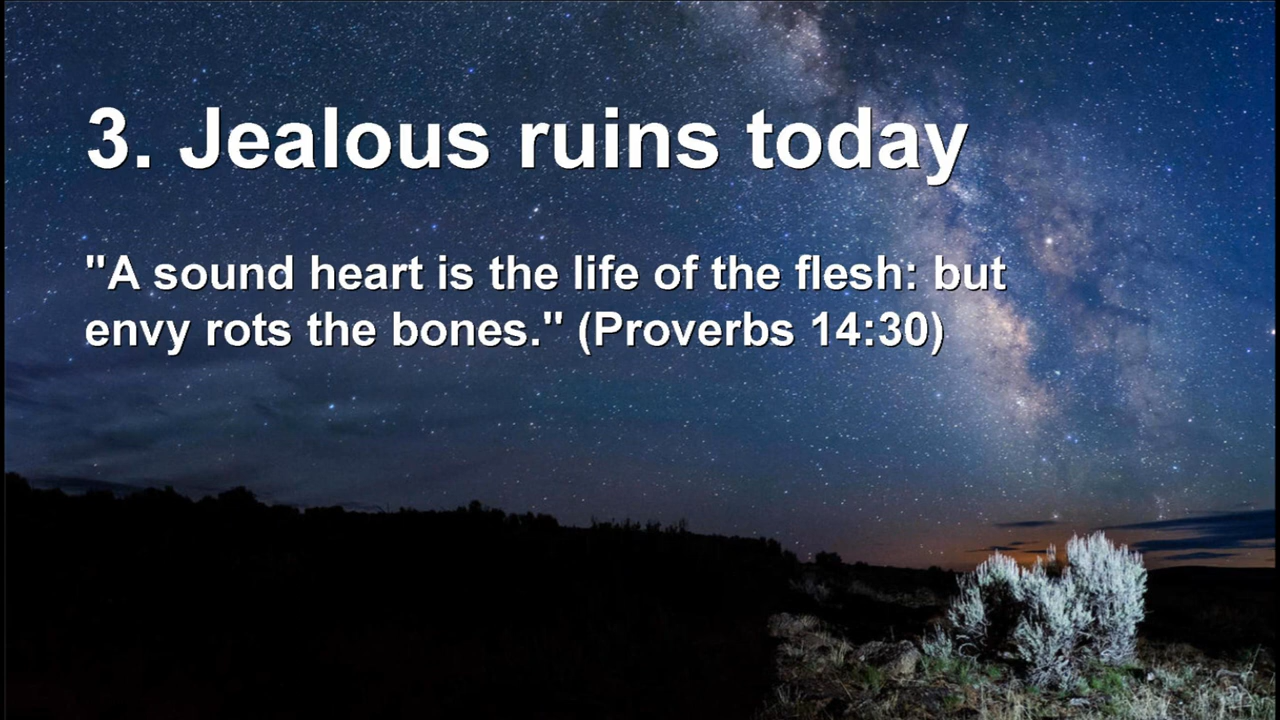 3. Jealous ruins today
"A sound heart is the life of the flesh: but
envy rots the bones." (Proverbs 14:30)